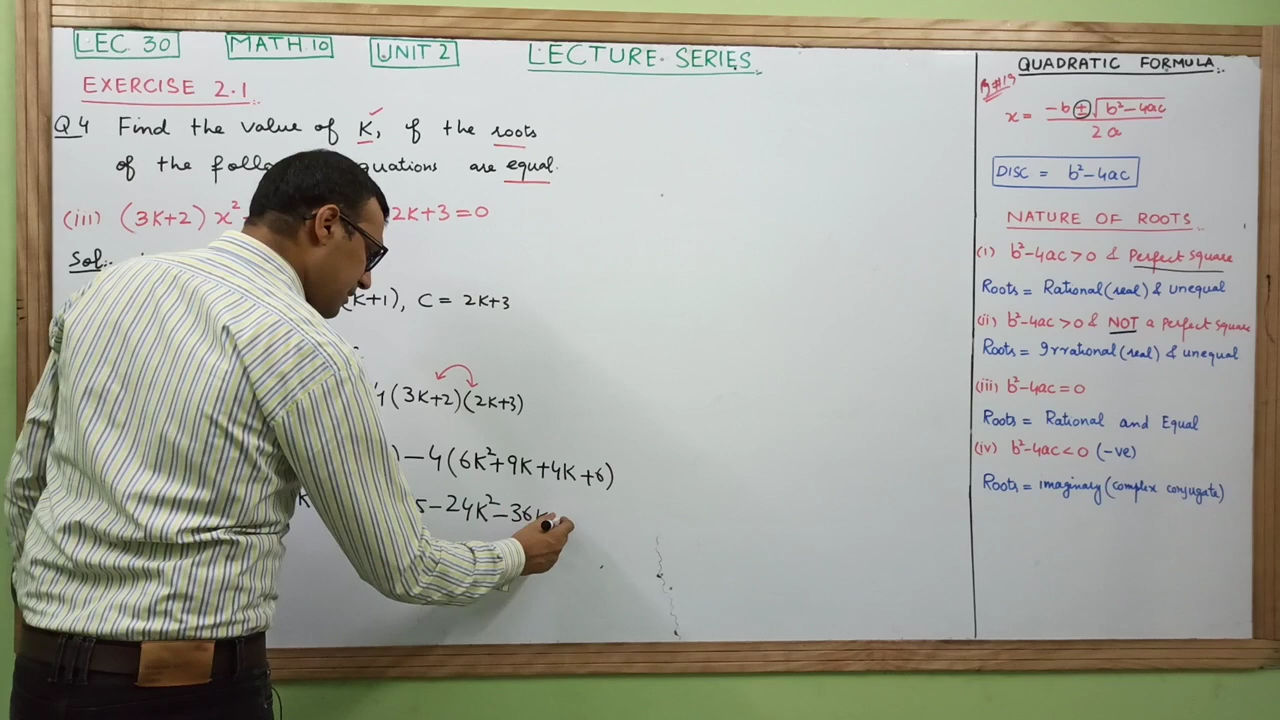 LEC 30 MATH 10 UNIT 2 LECTURE SERIES
EXERCISE 2.1
Q4 Find the value of K, if the roots
of the equations are equal.
(iii) (3K+2) x² 2K+3=0
Sol:
K+1), C = 2K+3
(3K+2)(2K+3)
) - 4(6K²+9K+4K+6)
- 24K² - 36K
QUADRATIC FORMULA
x = -b ± √b²-4ac / 2a
DISC = b²-4ac
NATURE OF ROOTS
(i) b²-4ac>0 & Perfect Square
Roots = Rational (real) & unequal
(ii) b²-4ac>0 & NOT a perfect square
Roots = Irrational (real) & unequal
(iii) b²-4ac=0
Roots = Rational and Equal
(iv) b²-4ac<0 (-ve)
Roots = imaginary (complex conjugate)